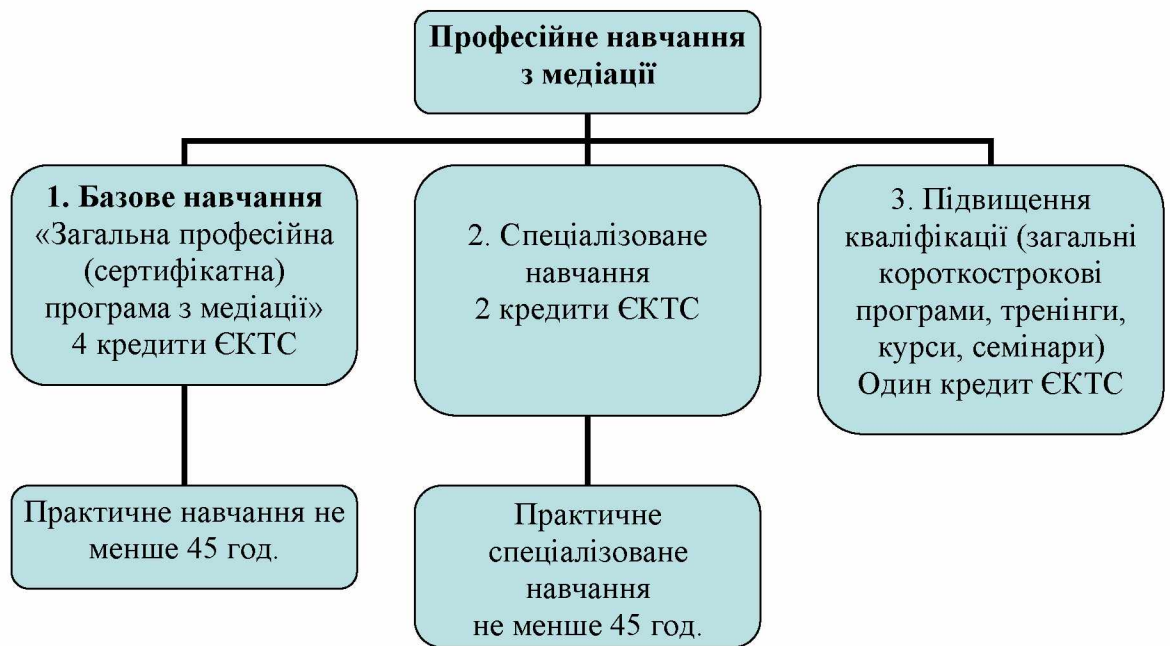 Професійне навчання
з медіації
1. Базове навчання
«Загальна професійна
(сертифікатна)
програма з медіації»
4 кредити ЄКТС
2. Спеціалізоване
навчання
2 кредити ЄКТС
3. Підвищення
кваліфікації (загальні
короткострокові
програми, тренінги,
курси, семінари)
Один кредит ЄКТС
Практичне навчання не
менше 45 год.
Практичне
спеціалізоване
навчання
не менше 45 год.